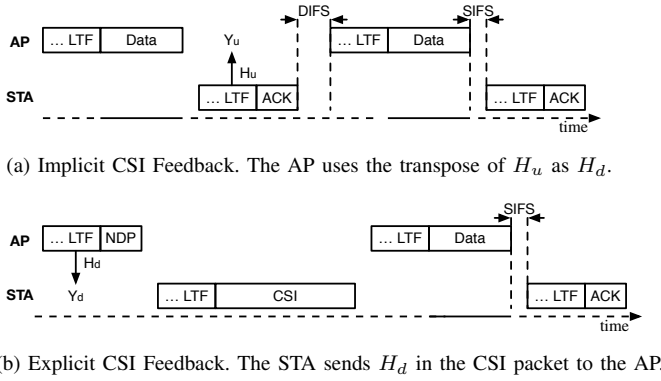 DIFS SIFS
AP ... LTF Data Yu ... LTF Data
Hu
STA ... LTF ACK ... LTF ACK
time
(a) Implicit CSI Feedback. The AP uses the transpose of Hu as Hd.
SIFS
AP ... LTF NDP ... LTF Data
Hd
STA Yd ... LTF CSI ... LTF ACK
time
(b) Explicit CSI Feedback. The STA sends Hd in the CSI packet to the AP.